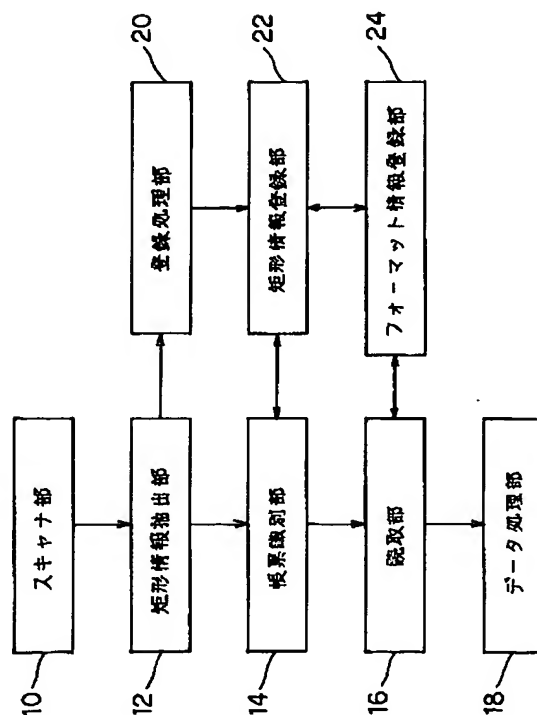 10
スキャナ部
12
矩形情報抽出部
20
登録処理部
14
帳票識別部
22
矩形情報登録部
16
読取部
24
フォーマット情報登録部
18
データ処理部